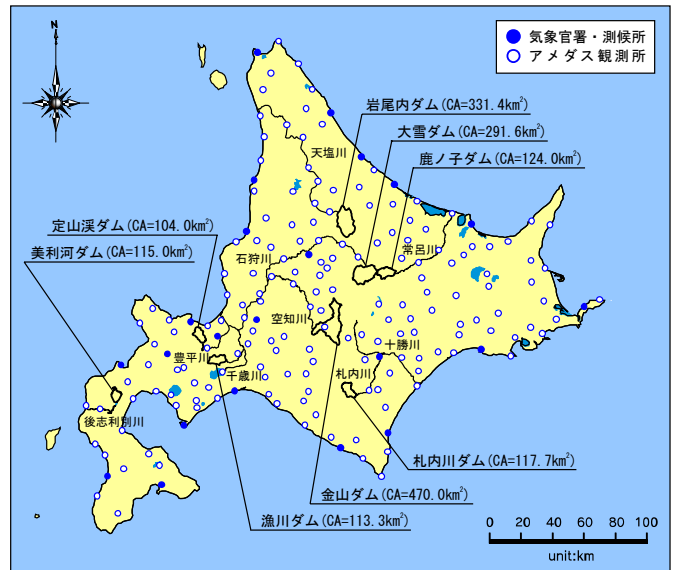 N
気象官署・測候所
アメダス観測所
岩尾内ダム(CA=331.4km²)
大雪ダム(CA=291.6km²)
鹿ノ子ダム(CA=124.0km²)
天塩川
定山渓ダム(CA=104.0km²)
美利河ダム(CA=115.0km²)
常呂川
石狩川
空知川
十勝川
豊平川
千歳川
札内川
後志利別川
札内川ダム(CA=117.7km²)
金山ダム(CA=470.0km²)
漁川ダム(CA=113.3km²)
0 20 40 60 80 100
unit:km